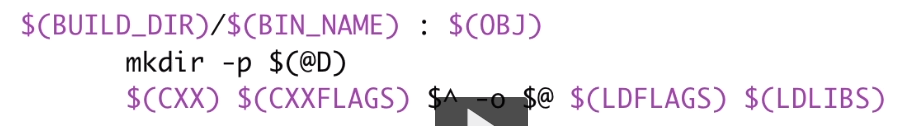 $(BUILD_DIR)/$(BIN_NAME) : $(OBJ)
mkdir -p $(@D)
$(CXX) $(CXXFLAGS) $^ -o $@ $(LDFLAGS) $(LDLIBS)